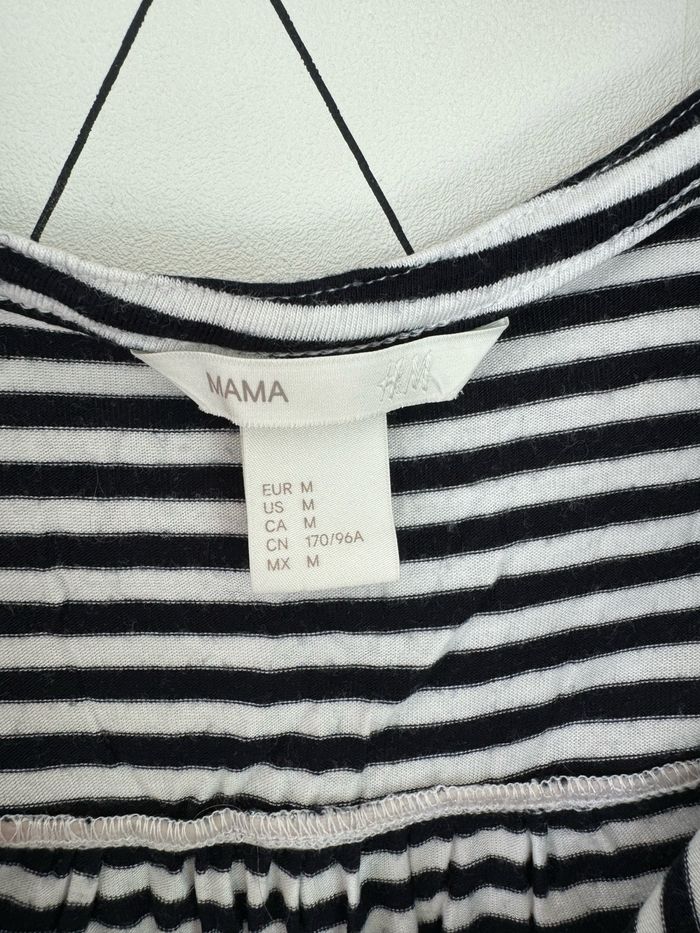 MAMA H&M
EUR M
US M
CA M
CN 170/96A
MX M